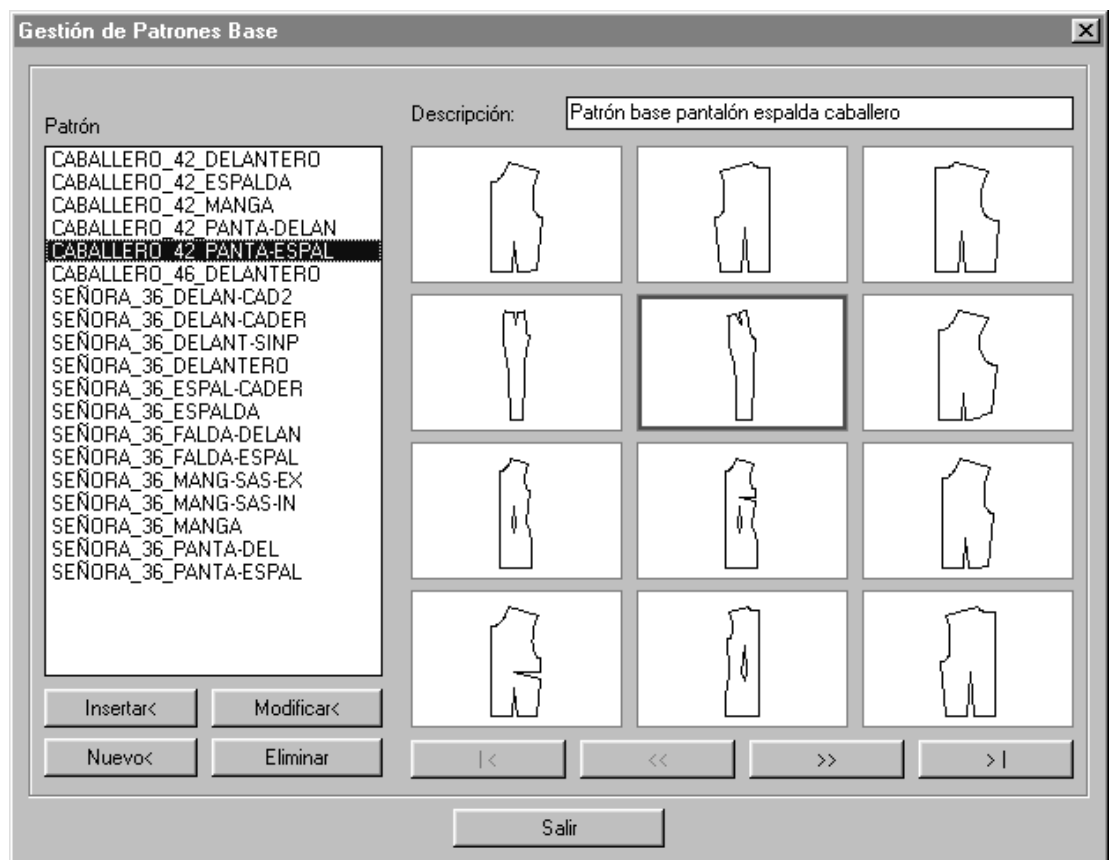 Gestión de Patrones Base
Patrón
Descripción: Patrón base pantalón espalda caballero
CABALLERO_42_DELANTERO
CABALLERO_42_ESPALDA
CABALLERO_42_MANGA
CABALLERO_42_PANTA-DELAN
CABALLERO_42_PANTA-ESPAL
CABALLERO_46_DELANTERO
SEÑORA_36_DELAN-CAD2
SEÑORA_36_DELAN-CADER
SEÑORA_36_DELANT-SINP
SEÑORA_36_DELANTERO
SEÑORA_36_ESPAL-CADER
SEÑORA_36_ESPALDA
SEÑORA_36_FALDA-DELAN
SEÑORA_36_FALDA-ESPAL
SEÑORA_36_MANG-SAS-EX
SEÑORA_36_MANG-SAS-IN
SEÑORA_36_MANGA
SEÑORA_36_PANTA-DEL
SEÑORA_36_PANTA-ESPAL
Insertar< Modificar<
Nuevo< Eliminar
|< << >> >|
Salir